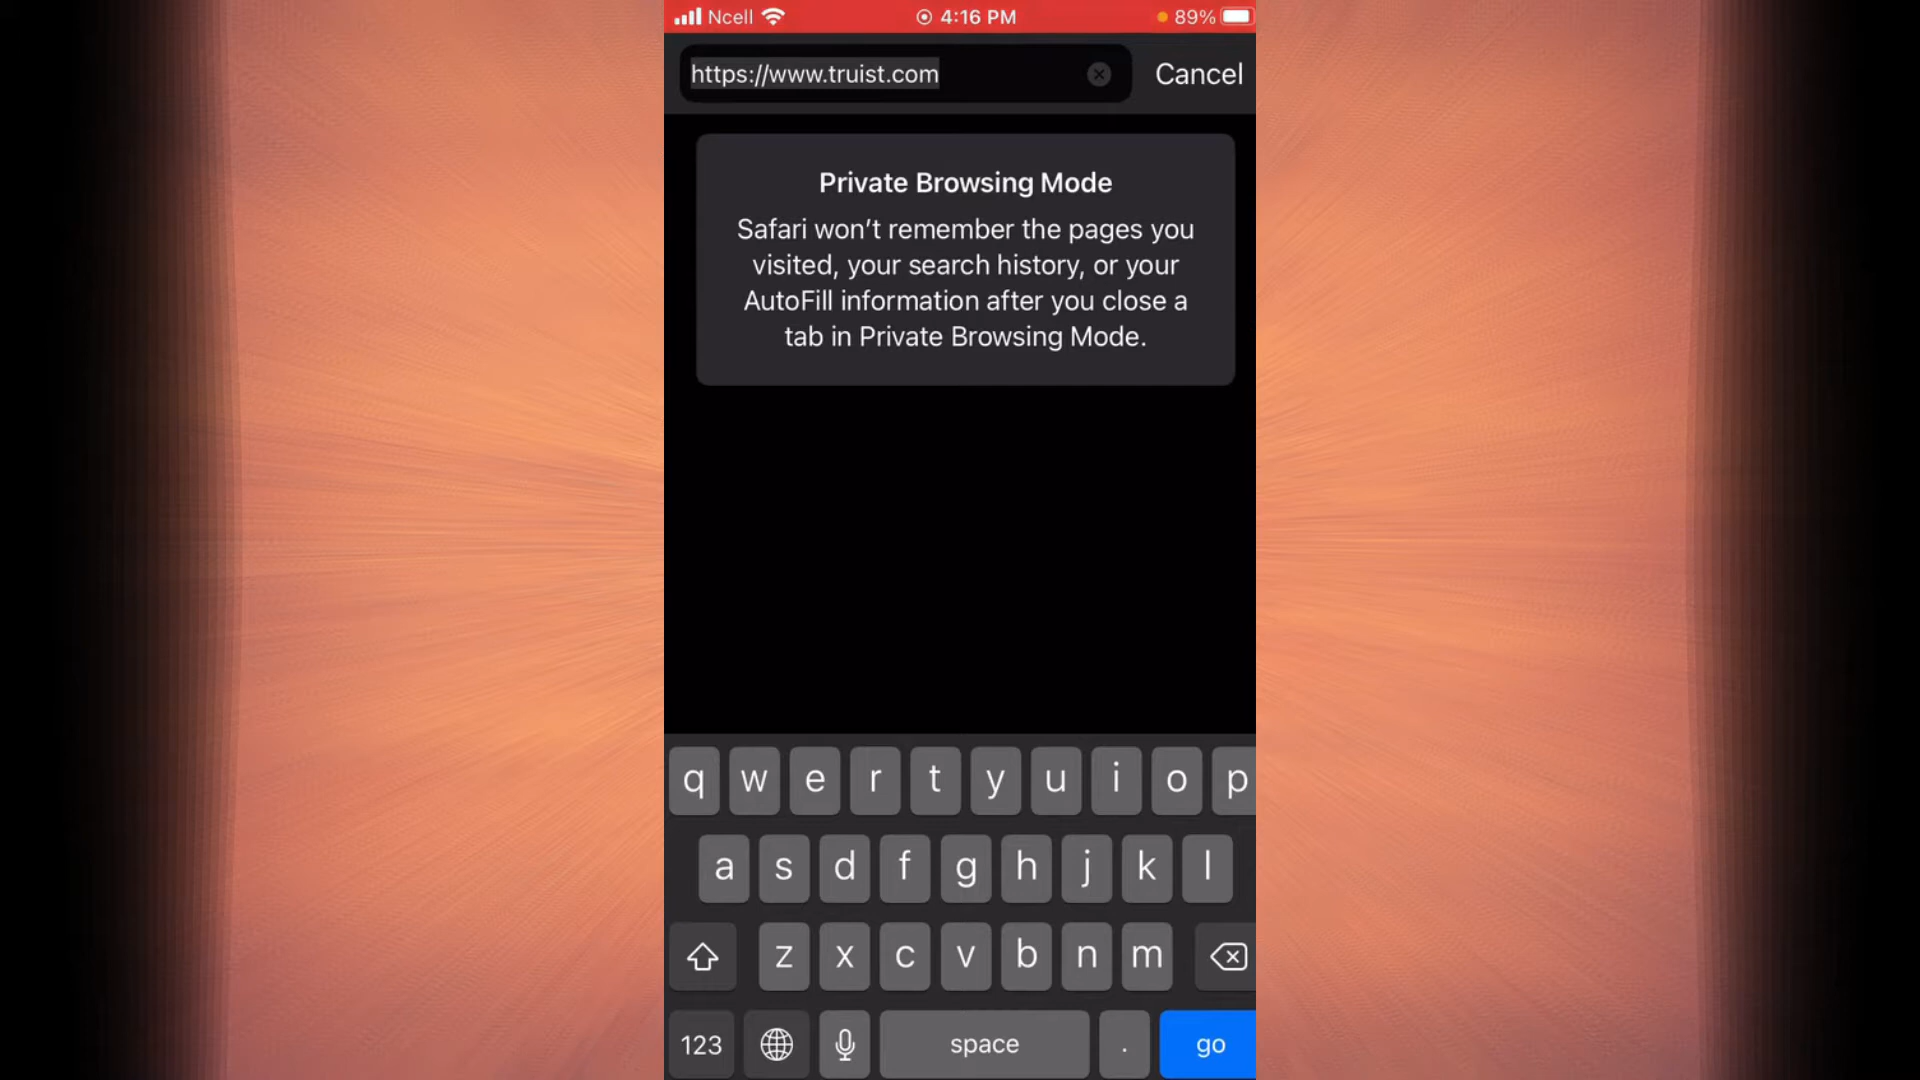 Ncell 4:16 PM 89%
https://www.truist.com Cancel
Private Browsing Mode
Safari won’t remember the pages you
visited, your search history, or your
AutoFill information after you close a
tab in Private Browsing Mode.
q w e r t y u i o p
a s d f g h j k l
z x c v b n m
123 space . go